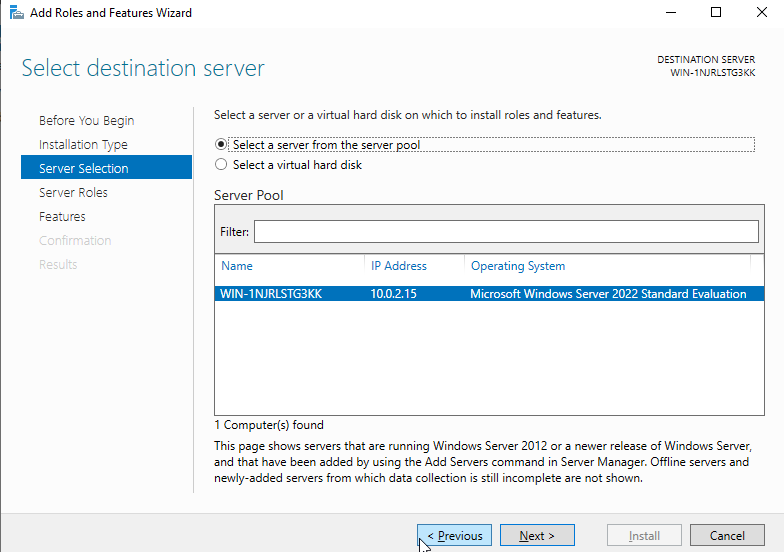 Add Roles and Features Wizard
Select destination server
DESTINATION SERVER
WIN-1NJRLSTG3KK
Before You Begin
Installation Type
Server Selection
Server Roles
Features
Confirmation
Results
Select a server or a virtual hard disk on which to install roles and features.
Select a server from the server pool
Select a virtual hard disk
Server Pool
Filter:
Name IP Address Operating System
WIN-1NJRLSTG3KK 10.0.2.15 Microsoft Windows Server 2022 Standard Evaluation
1 Computer(s) found
This page shows servers that are running Windows Server 2012 or a newer release of Windows Server,
and that have been added by using the Add Servers command in Server Manager. Offline servers and
newly-added servers from which data collection is still incomplete are not shown.
< Previous Next > Install Cancel